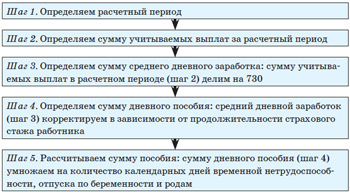 Шаг 1. Определяем расчетный период
Шаг 2. Определяем сумму учитываемых выплат за расчетный период
Шаг 3. Определяем сумму среднего дневного заработка: сумму учитыва-
емых выплат в расчетном периоде (шаг 2) делим на 730
Шаг 4. Определяем сумму дневного пособия: средний дневной заработок
(шаг 3) корректируем в зависимости от продолжительности страхового
стажа работника
Шаг 5. Рассчитываем сумму пособия: сумму дневного пособия (шаг 4)
умножаем на количество календарных дней временной нетрудоспособ-
ности, отпуска по беременности и родам